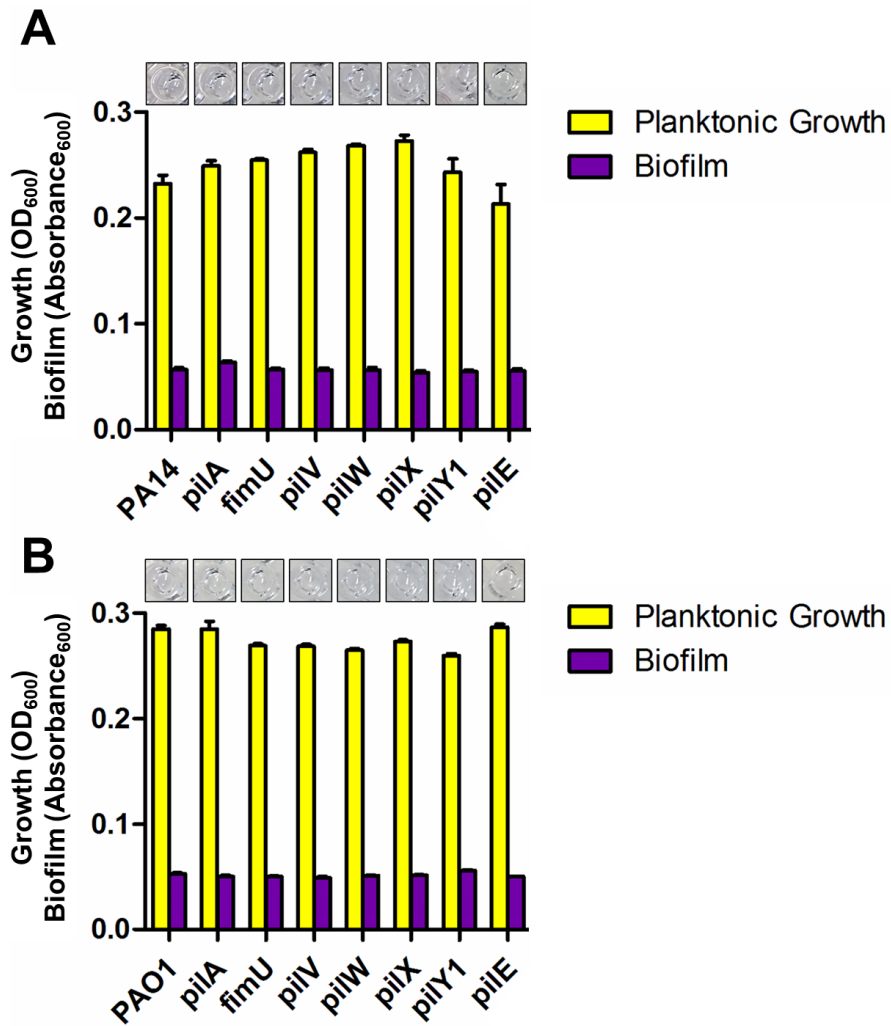 A
0.3
0.2
0.1
0.0
Growth (OD600)
Biofilm (Absorbance600)
PA14
pilA
fimU
pilV
pilW
pilX
pilY1
pilE
Planktonic Growth
Biofilm
B
0.3
0.2
0.1
0.0
Growth (OD600)
Biofilm (Absorbance600)
PAO1
pilA
fimU
pilV
pilW
pilX
pilY1
pilE
Planktonic Growth
Biofilm